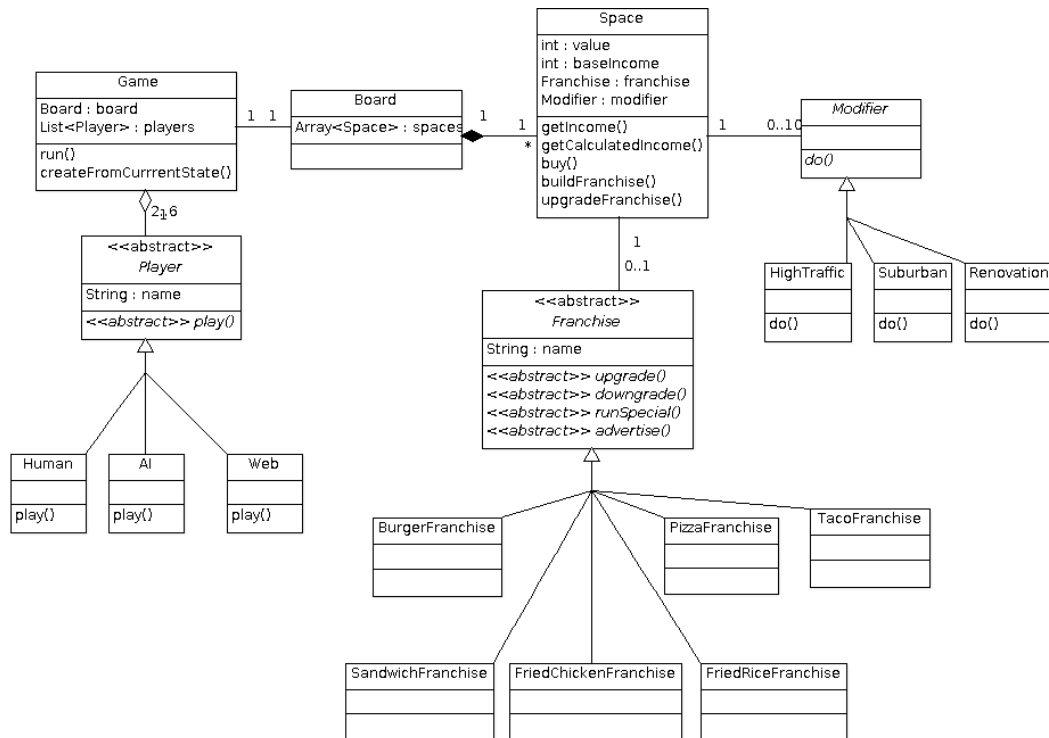 Space
int : value
int : baseIncome
Franchise : franchise
Modifier : modifier
getIncome()
getCalculatedIncome()
buy()
buildFranchise()
upgradeFranchise()
Game
Board : board
List<Player> : players
run()
createFromCurrrentState()
1 1
Board
Array<Space> : spaces
1 1
*
1 0..10
Modifier
do()
<<abstract>>
Player
String : name
<<abstract>> play()
1
0..1
<<abstract>>
Franchise
String : name
<<abstract>> upgrade()
<<abstract>> downgrade()
<<abstract>> runSpecial()
<<abstract>> advertise()
HighTraffic
do()
Suburban
do()
Renovation
do()
Human
play()
AI
play()
Web
play()
BurgerFranchise
PizzaFranchise
TacoFranchise
SandwichFranchise
FriedChickenFranchise
FriedRiceFranchise